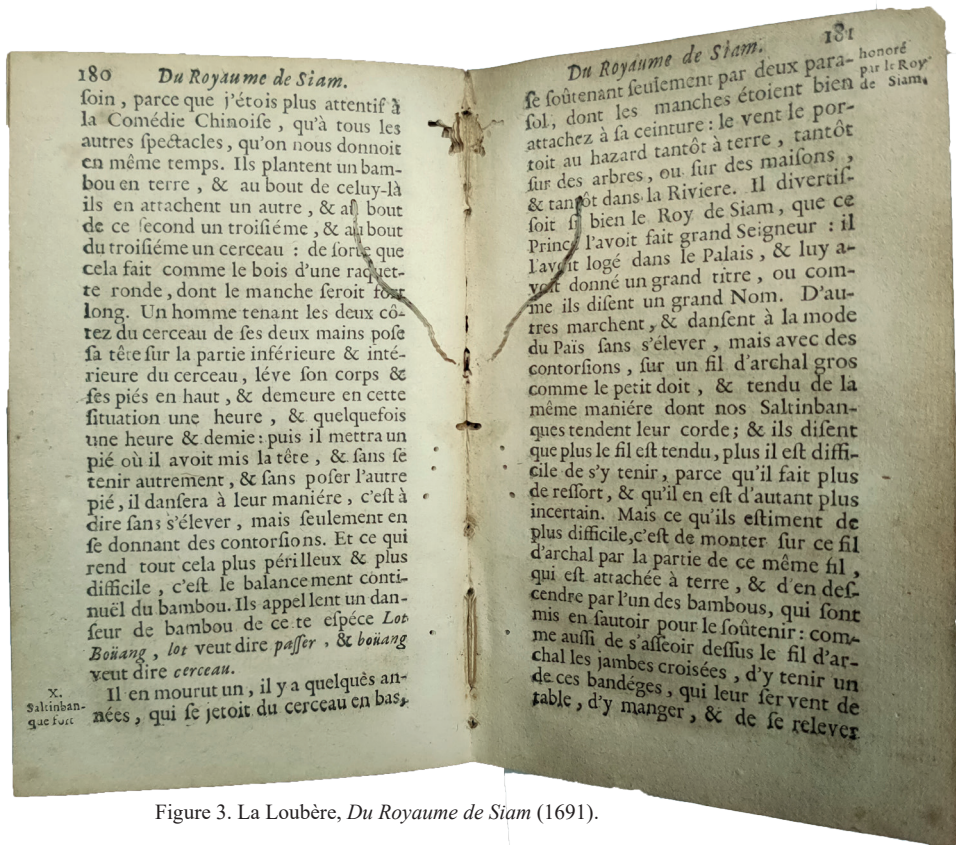 180 Du Royaume de Siam.
ſoin, parce que j'étois plus attentif à
la Comédie Chinoiſe, qu'à tous les
autres ſpectacles, qu'on nous donnoit
en même temps. Ils plantent un bam-
bou en terre, & au bout de celuy-là
ils en attachent un autre, & au bout
de ce ſecond un troiſiéme, & au bout
du troiſiéme un cerceau : de ſorte que
cela fait comme le bois d'une raquet-
te ronde, dont le manche ſeroit fort
long. Un homme tenant les deux cô-
tez du cerceau de ſes deux mains poſe
ſa tête ſur la partie inférieure & inté-
rieure du cerceau, léve ſon corps &
ſes piés en haut, & demeure en cette
ſituation une heure, & quelquefois
une heure & demie : puis il mettra un
pié où il avoit mis la tête, & ſans ſe
tenir autrement, & ſans poſer l'autre
pié, il danſera à leur maniére, c'eſt à
dire ſans s'élever, mais ſeulement en
ſe donnant des contorſions. Et ce qui
rend tout cela plus périlleux & plus
difficile, c'eſt le balancement conti-
nuël du bambou. Ils appellent un dan-
ſeur de bambou de ce te eſpéce Lot
Boüang, lot veut dire paſſer, & boüang
veut dire cerceau.
X.
Saltinban-
que fort
Il en mourut un, il y a quelques an-
nées, qui ſe jetoit du cerceau en bas,
Du Royaume de Siam. 181
honoré
par le Roy
de Siam.
ſe ſoûtenant ſeulement par deux para-
ſol, dont les manches étoient bien
attachez à ſa ceinture : le vent le por-
toit au hazard tantôt à terre, tantôt
ſur des arbres, ou ſur des maiſons,
& tantôt dans la Riviere. Il divertiſ-
ſoit ſi bien le Roy de Siam, que ce
Prince l'avoit fait grand Seigneur : il
l'avoit logé dans le Palais, & luy a-
voit donné un grand titre, ou com-
me ils diſent un grand Nom. D'au-
tres marchent, & danſent à la mode
du Païs ſans s'élever, mais avec des
contorſions, ſur un fil d'archal gros
comme le petit doit, & tendu de la
même maniére dont nos Saltinban-
ques tendent leur corde; & ils diſent
que plus le fil eſt tendu, plus il eſt diffi-
cile de s'y tenir, parce qu'il fait plus
de reſſort, & qu'il en eſt d'autant plus
incertain. Mais ce qu'ils eſtiment de
plus difficile, c'eſt de monter ſur ce fil
d'archal par la partie de ce même fil,
qui eſt attachée à terre, & d'en deſ-
cendre par l'un des bambous, qui ſont
mis en ſautoir pour le ſoûtenir : com-
me auſſi de s'aſſeoir deſſus le fil d'ar-
chal les jambes croiſées, d'y tenir un
de ces bandéges, qui leur ſervent de
table, d'y manger, & de ſe relever
Figure 3. La Loubère, Du Royaume de Siam (1691).